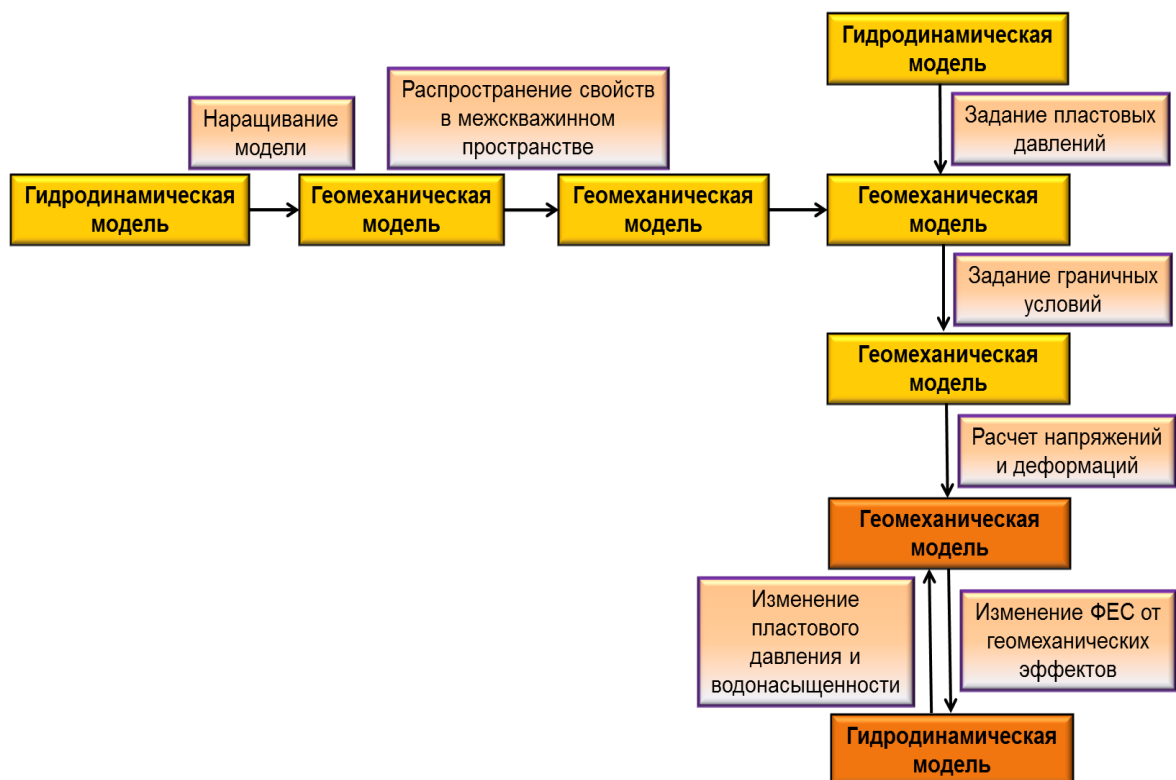 Гидродинамическая
модель
Задание пластовых
давлений
Распространение свойств
в межскважинном
пространстве
Наращивание
модели
Гидродинамическая
модель
Геомеханическая
модель
Геомеханическая
модель
Геомеханическая
модель
Задание граничных
условий
Геомеханическая
модель
Расчет напряжений
и деформаций
Геомеханическая
модель
Изменение
пластового
давления и
водонасыщенности
Изменение ФЕС от
геомеханических
эффектов
Гидродинамическая
модель